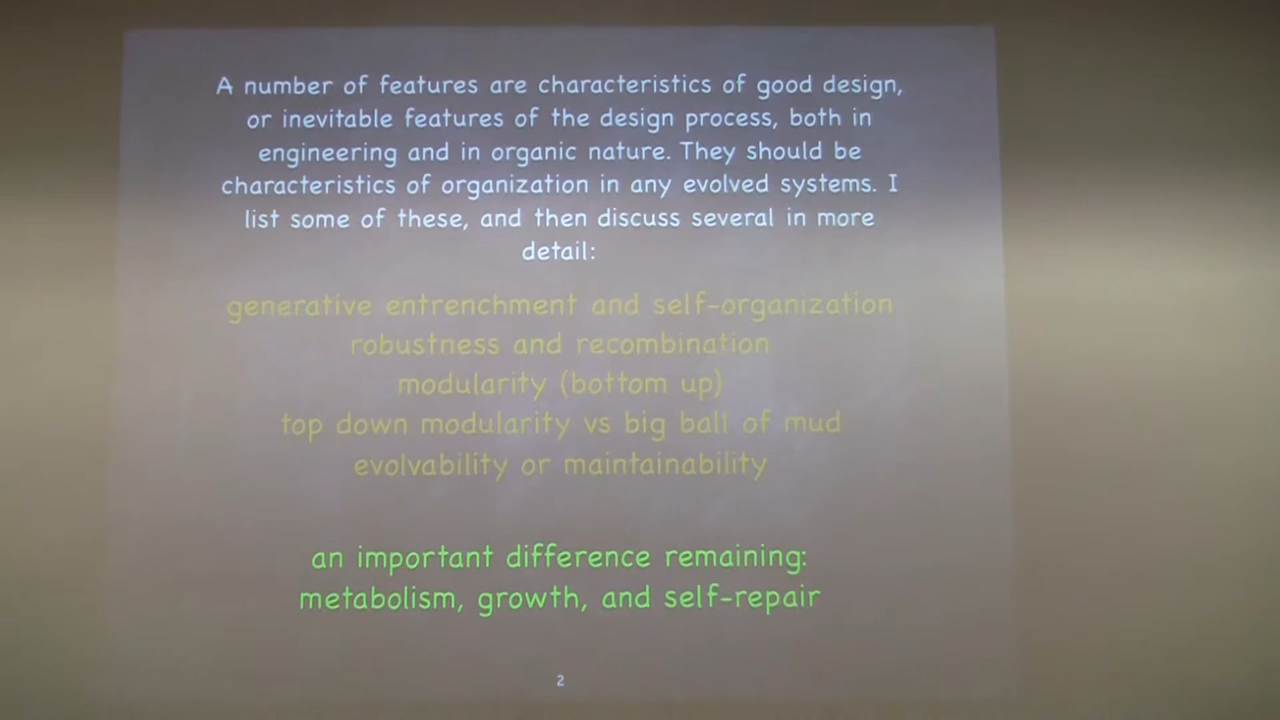 A number of features are characteristics of good design,
or inevitable features of the design process, both in
engineering and in organic nature. They should be
characteristics of organization in any evolved systems. I
list some of these, and then discuss several in more
detail:
generative entrenchment and self-organization
robustness and recombination
modularity (bottom up)
top down modularity vs big ball of mud
evolvability or maintainability
an important difference remaining:
metabolism, growth, and self-repair
2